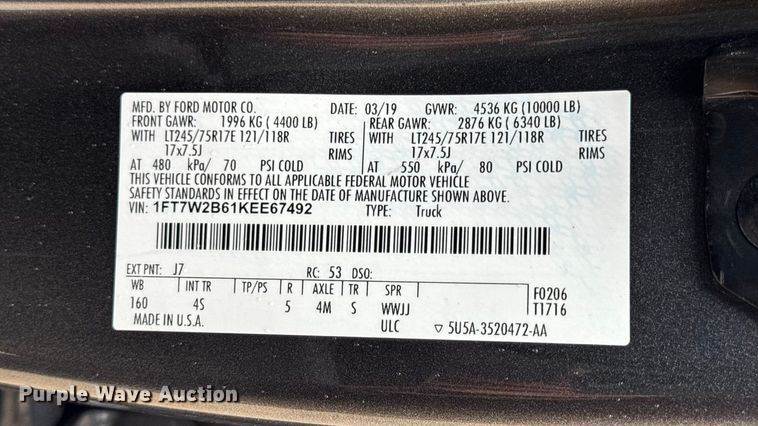 MFD. BY FORD MOTOR CO. DATE: 03/19 GVWR: 4536 KG (10000 LB)
FRONT GAWR: 1996 KG ( 4400 LB) REAR GAWR: 2876 KG ( 6340 LB)
WITH LT245/75R17E 121/118R TIRES WITH LT245/75R17E 121/118R TIRES
17x7.5J RIMS 17x7.5J RIMS
AT 480 kPa/ 70 PSI COLD AT 550 kPa/ 80 PSI COLD
THIS VEHICLE CONFORMS TO ALL APPLICABLE FEDERAL MOTOR VEHICLE
SAFETY STANDARDS IN EFFECT ON THE DATE OF MANUFACTURE SHOWN ABOVE.
VIN: 1FT7W2B61KEE67492 TYPE: Truck
EXT PNT: J7 RC: 53 DSO:
WB INT TR TP/PS R AXLE TR SPR F0206
160 4S 5 4M S WWJJ T1716
MADE IN U.S.A. ULC ▽ 5U5A-3520472-AA
Purple Wave Auction